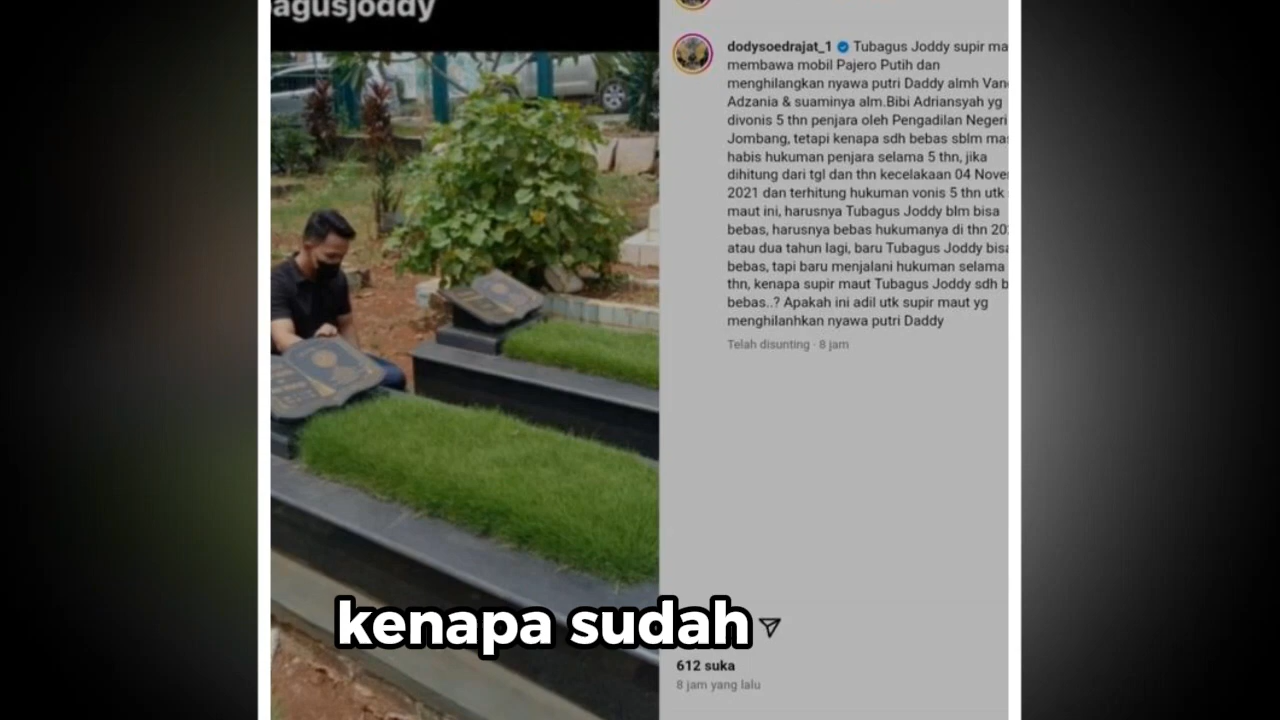 agusjoddy
dodysoedrajat_1 Tubagus Joddy supir ma
membawa mobil Pajero Putih dan
menghilangkan nyawa putri Daddy almh Van
Adzania & suaminya alm.Bibi Adriansyah yg
divonis 5 thn penjara oleh Pengadilan Negeri
Jombang, tetapi kenapa sdh bebas sblm ma
habis hukuman penjara selama 5 thn, jika
dihitung dari tgl dan thn kecelakaan 04 Nove
2021 dan terhitung hukuman vonis 5 thn utk
maut ini, harusnya Tubagus Joddy blm bisa
bebas, harusnya bebas hukumanya di thn 20
atau dua tahun lagi, baru Tubagus Joddy bisa
bebas, tapi baru menjalani hukuman selama
thn, kenapa supir maut Tubagus Joddy sdh b
bebas..? Apakah ini adil utk supir maut yg
menghilanhkan nyawa putri Daddy
Telah disunting · 8 jam
kenapa sudah
612 suka
8 jam yang lalu